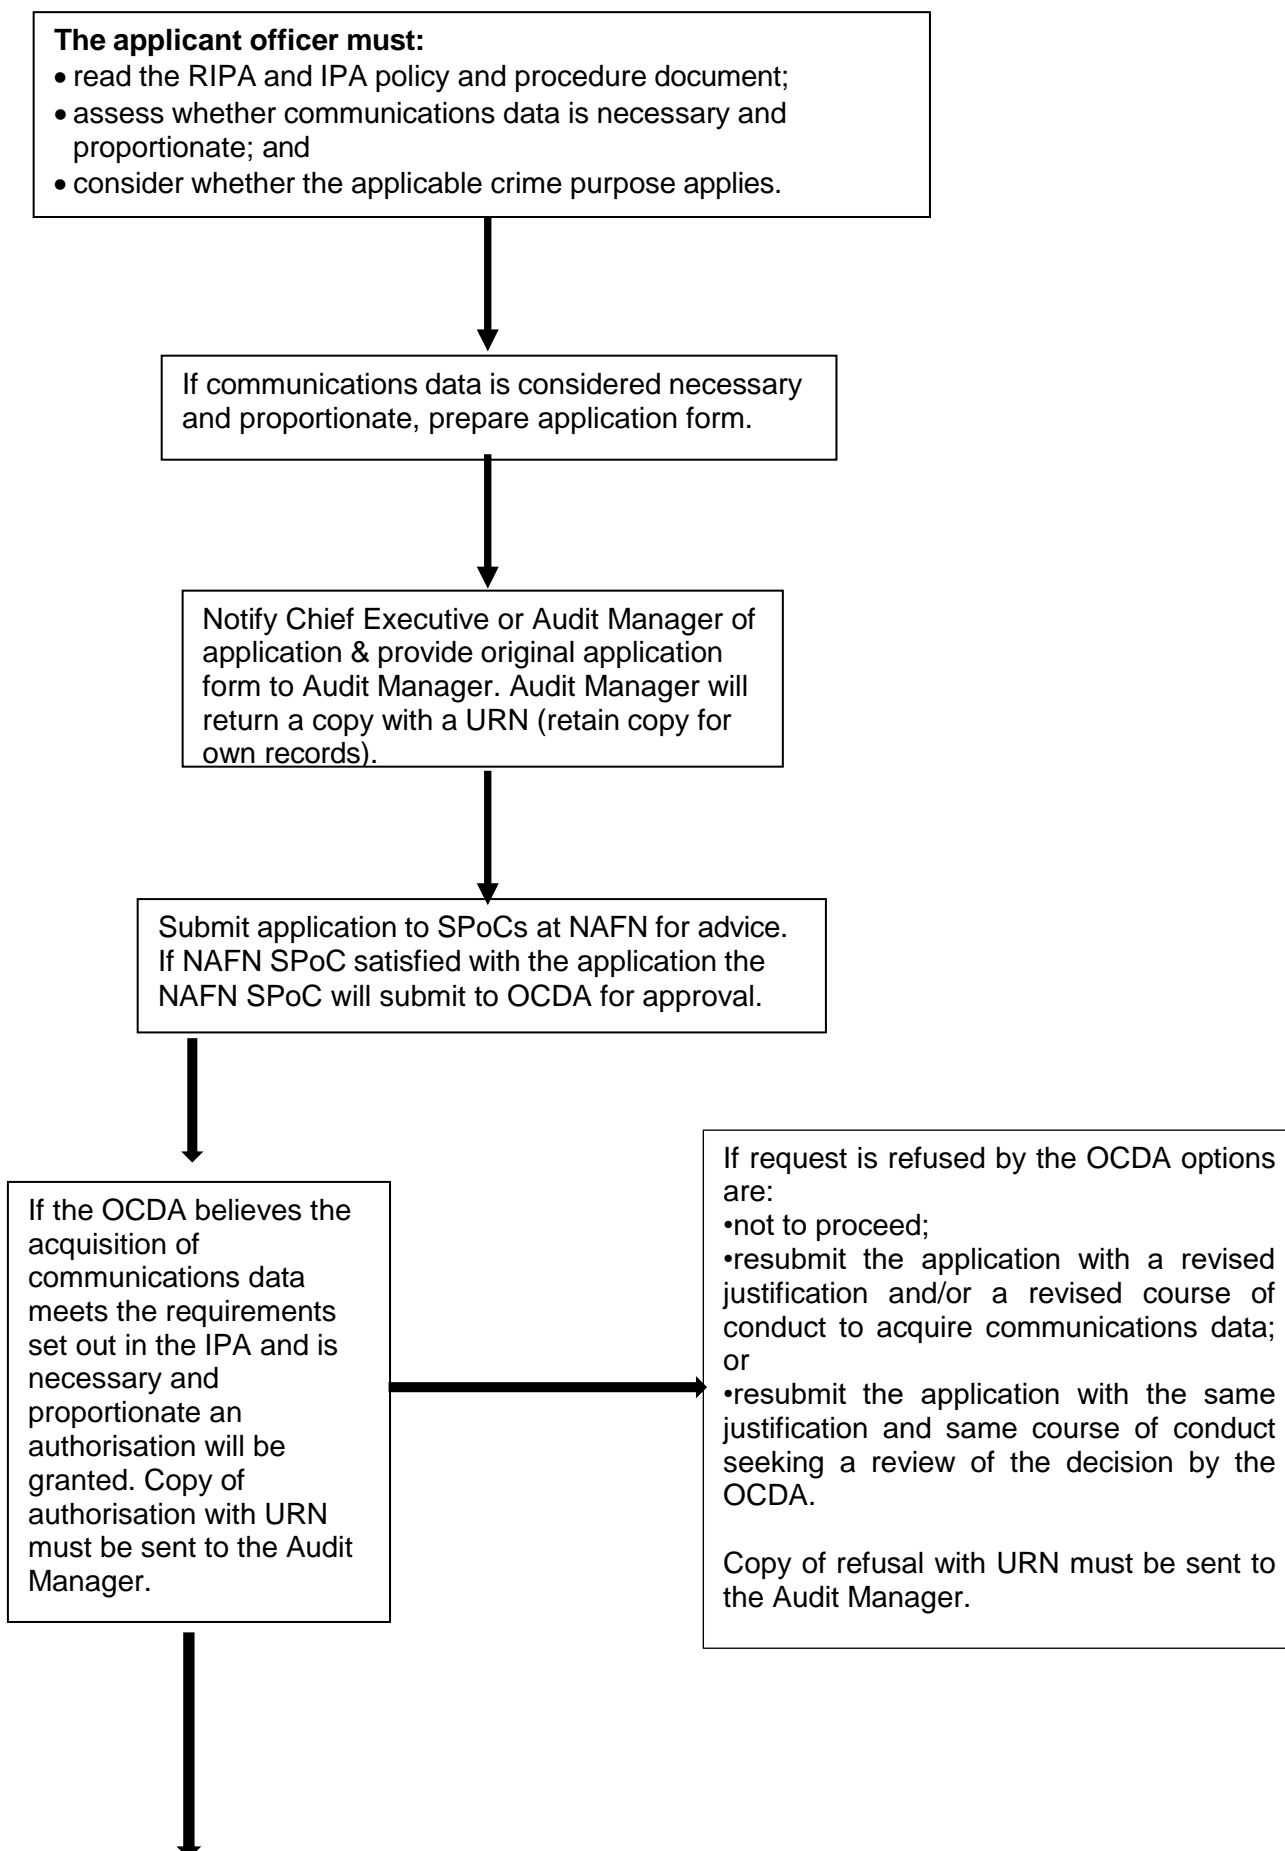 The applicant officer must:
• read the RIPA and IPA policy and procedure document;
• assess whether communications data is necessary and
proportionate; and
• consider whether the applicable crime purpose applies.
If communications data is considered necessary
and proportionate, prepare application form.
Notify Chief Executive or Audit Manager of
application & provide original application
form to Audit Manager. Audit Manager will
return a copy with a URN (retain copy for
own records).
Submit application to SPoCs at NAFN for advice.
If NAFN SPoC satisfied with the application the
NAFN SPoC will submit to OCDA for approval.
If the OCDA believes the
acquisition of
communications data
meets the requirements
set out in the IPA and is
necessary and
proportionate an
authorisation will be
granted. Copy of
authorisation with URN
must be sent to the Audit
Manager.
If request is refused by the OCDA options
are:
•not to proceed;
•resubmit the application with a revised
justification and/or a revised course of
conduct to acquire communications data;
or
•resubmit the application with the same
justification and same course of conduct
seeking a review of the decision by the
OCDA.
Copy of refusal with URN must be sent to
the Audit Manager.